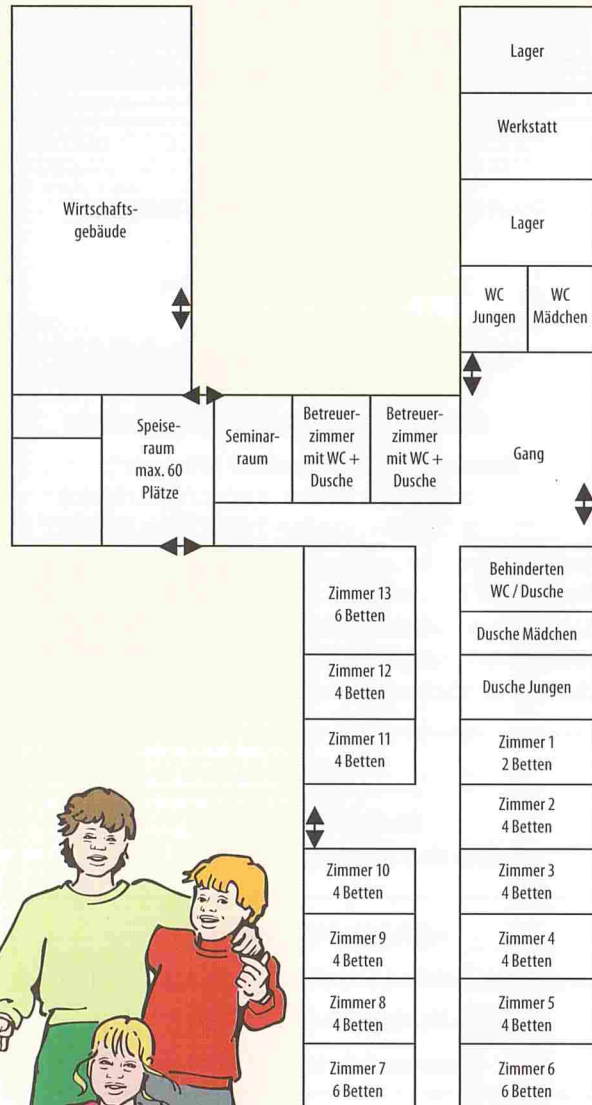 Lager
Werkstatt
Wirtschafts-
gebäude
Lager
WC
Jungen
WC
Mädchen
Speise-
raum
max. 60
Plätze
Seminar-
raum
Betreuer-
zimmer
mit WC +
Dusche
Betreuer-
zimmer
mit WC +
Dusche
Gang
Behinderten
WC / Dusche
Dusche Mädchen
Dusche Jungen
Zimmer 13
6 Betten
Zimmer 12
4 Betten
Zimmer 11
4 Betten
Zimmer 1
2 Betten
Zimmer 2
4 Betten
Zimmer 10
4 Betten
Zimmer 3
4 Betten
Zimmer 9
4 Betten
Zimmer 4
4 Betten
Zimmer 8
4 Betten
Zimmer 5
4 Betten
Zimmer 7
6 Betten
Zimmer 6
6 Betten